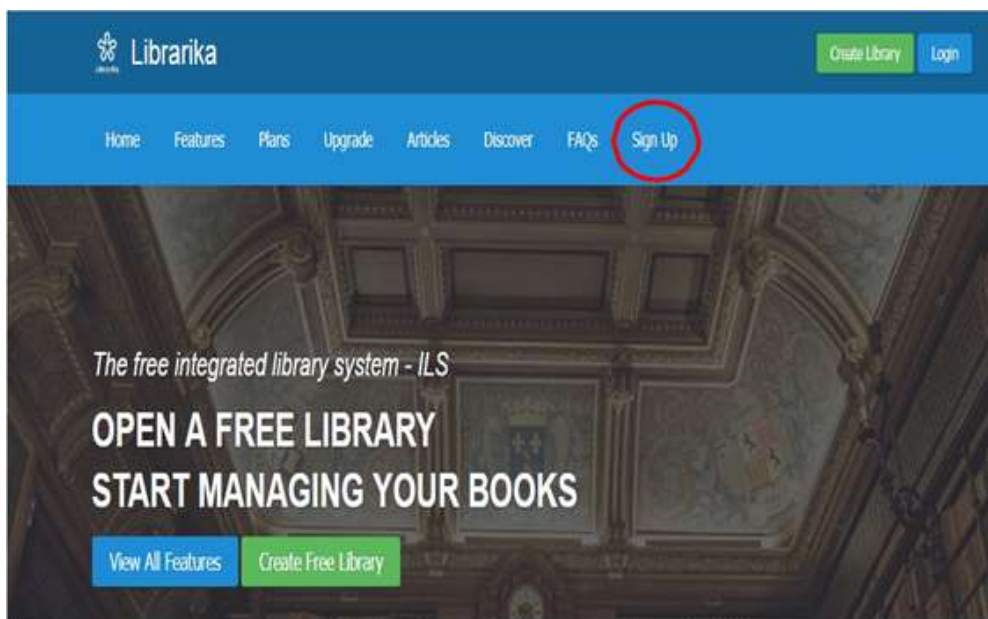 Librarika
Create Library
Login
Home Features Plans Upgrade Articles Discover FAQs Sign Up
The free integrated library system - ILS
OPEN A FREE LIBRARY
START MANAGING YOUR BOOKS
View All Features
Create Free Library